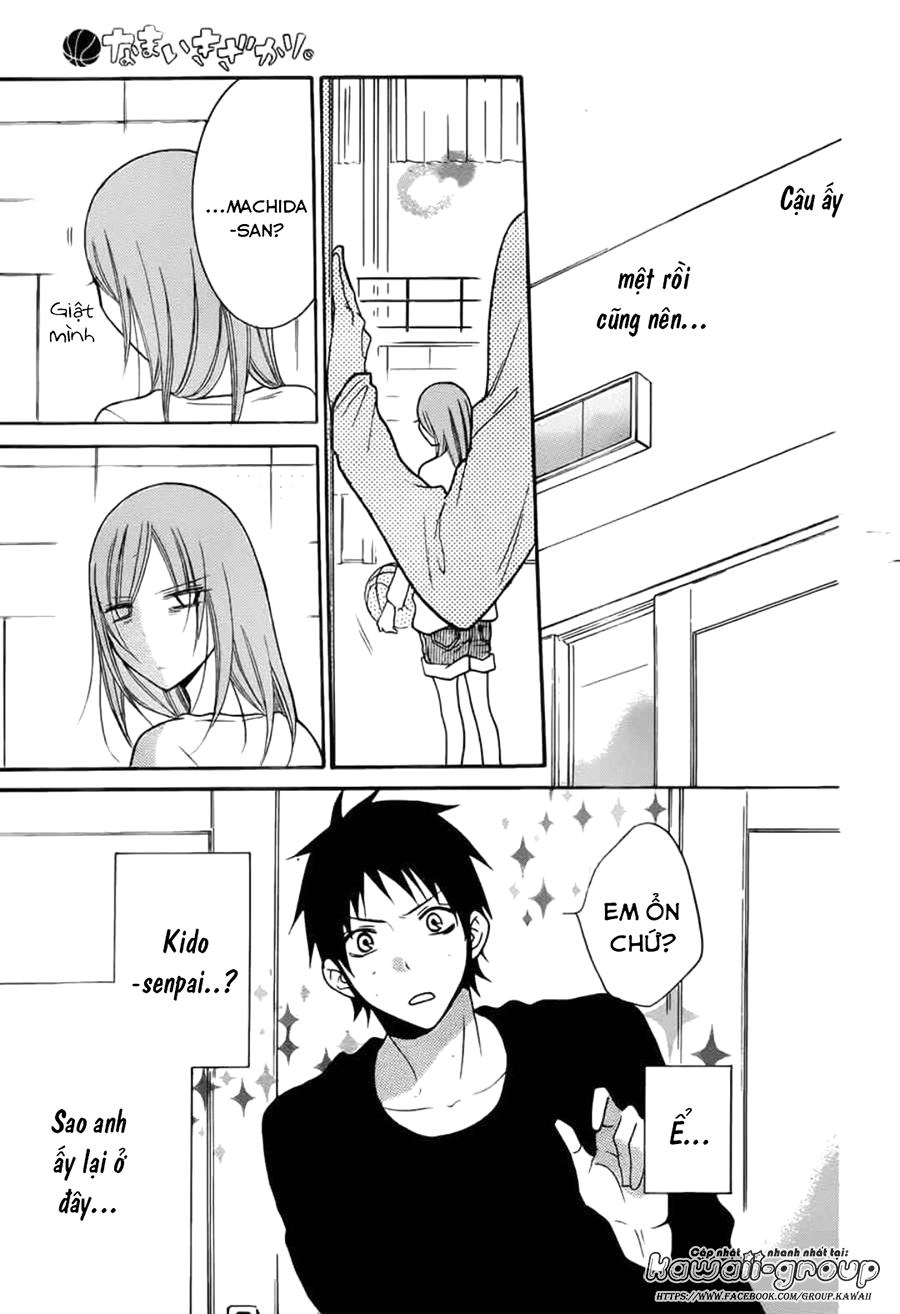 なまいきざかり。
Cậu ấy
mệt rồi
cũng nên...
...MACHIDA
-SAN?
Giật
mình
EM ỔN
CHỨ?
Ể...
Kido
-senpai..?
Sao anh
ấy lại ở
đây...
Cập nhật nhanh nhất tại:
kawaii-group
HTTPS://WWW.FACEBOOK.COM/GROUP.KAWAII